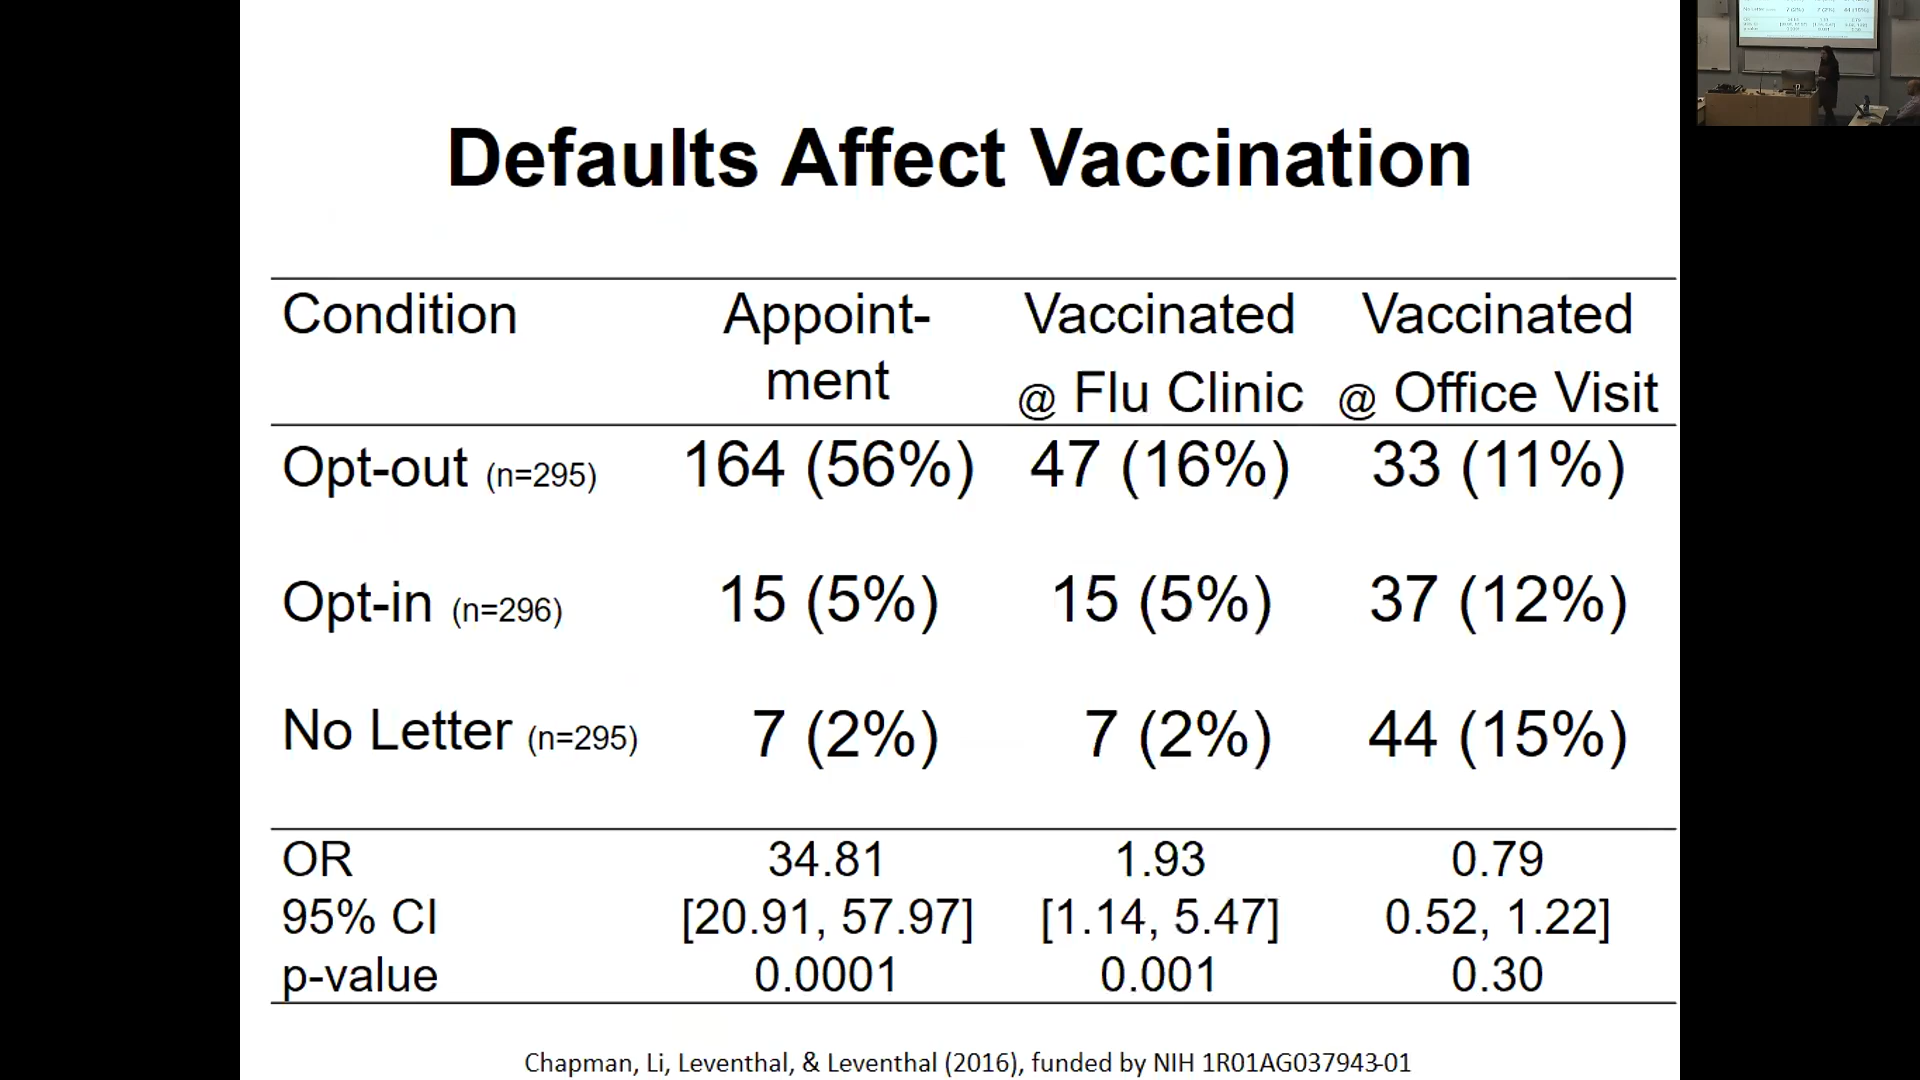 Defaults Affect Vaccination
Condition Appoint- Vaccinated Vaccinated
ment @ Flu Clinic @ Office Visit
Opt-out (n=295) 164 (56%) 47 (16%) 33 (11%)
Opt-in (n=296) 15 (5%) 15 (5%) 37 (12%)
No Letter (n=295) 7 (2%) 7 (2%) 44 (15%)
OR 34.81 1.93 0.79
95% CI [20.91, 57.97] [1.14, 5.47] 0.52, 1.22]
p-value 0.0001 0.001 0.30
Chapman, Li, Leventhal, & Leventhal (2016), funded by NIH 1R01AG037943-01